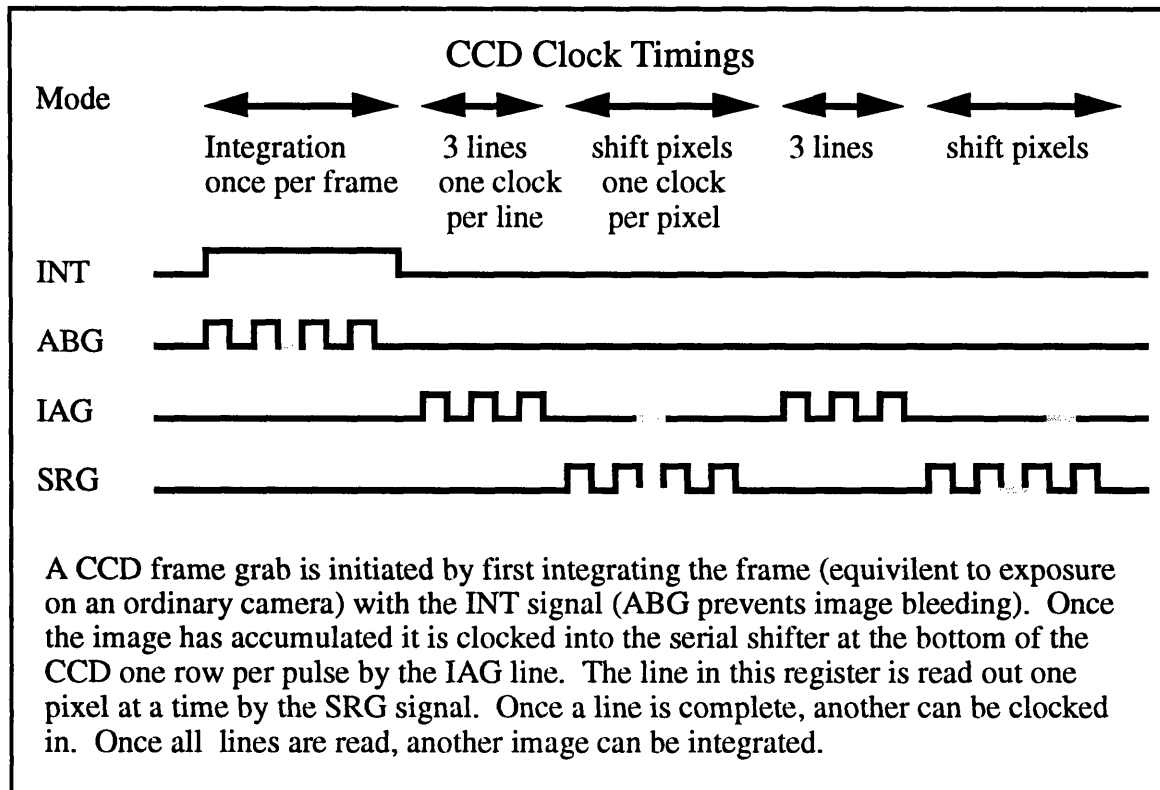 CCD Clock Timings
Mode
Integration 3 lines shift pixels 3 lines shift pixels
once per frame one clock one clock
per line per pixel
INT
ABG
IAG
SRG
A CCD frame grab is initiated by first integrating the frame (equivilent to exposure
on an ordinary camera) with the INT signal (ABG prevents image bleeding). Once
the image has accumulated it is clocked into the serial shifter at the bottom of the
CCD one row per pulse by the IAG line. The line in this register is read out one
pixel at a time by the SRG signal. Once a line is complete, another can be clocked
in. Once all lines are read, another image can be integrated.